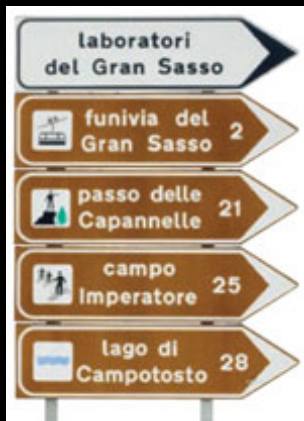 laboratori
del Gran Sasso
funivia del
Gran Sasso 2
passo delle
Capannelle 21
campo
Imperatore 25
lago di
Campotosto 28